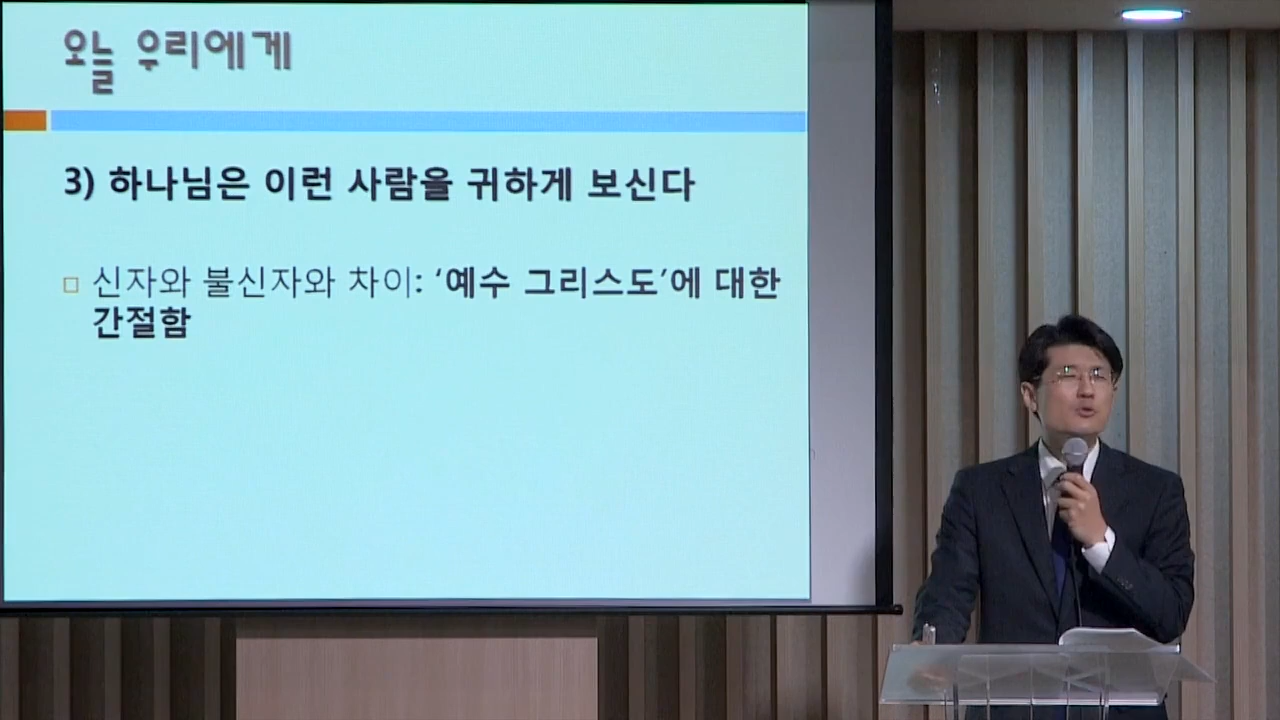 오늘 우리에게
3) 하나님은 이런 사람을 귀하게 보신다
신자와 불신자와 차이: ‘예수 그리스도’에 대한
간절함